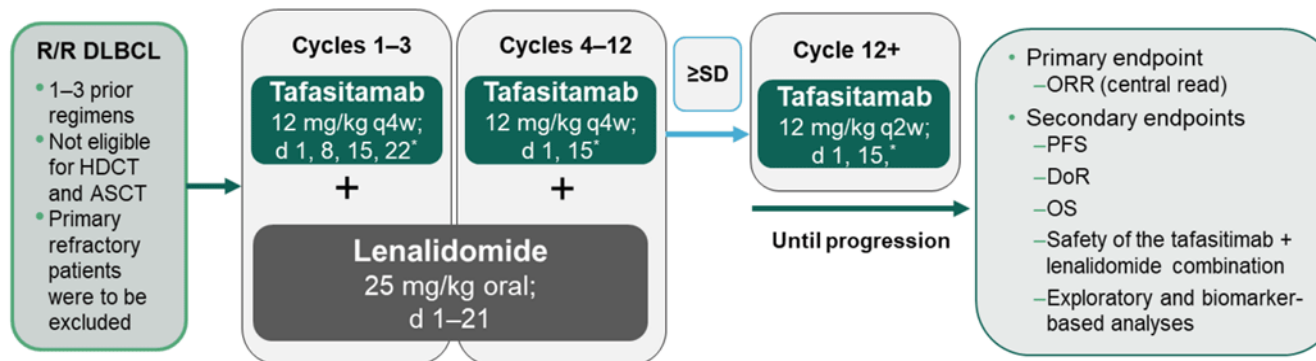 R/R DLBCL
• 1–3 prior
regimens
• Not eligible
for HDCT
and ASCT
• Primary
refractory
patients
were to be
excluded
Cycles 1–3
Tafasitamab
12 mg/kg q4w;
d 1, 8, 15, 22*
+
Cycles 4–12
Tafasitamab
12 mg/kg q4w;
d 1, 15*
+
Lenalidomide
25 mg/kg oral;
d 1–21
≥SD
Cycle 12+
Tafasitamab
12 mg/kg q2w;
d 1, 15,*
Until progression
• Primary endpoint
–ORR (central read)
• Secondary endpoints
–PFS
–DoR
–OS
–Safety of the tafasitimab +
lenalidomide combination
–Exploratory and biomarker-
based analyses